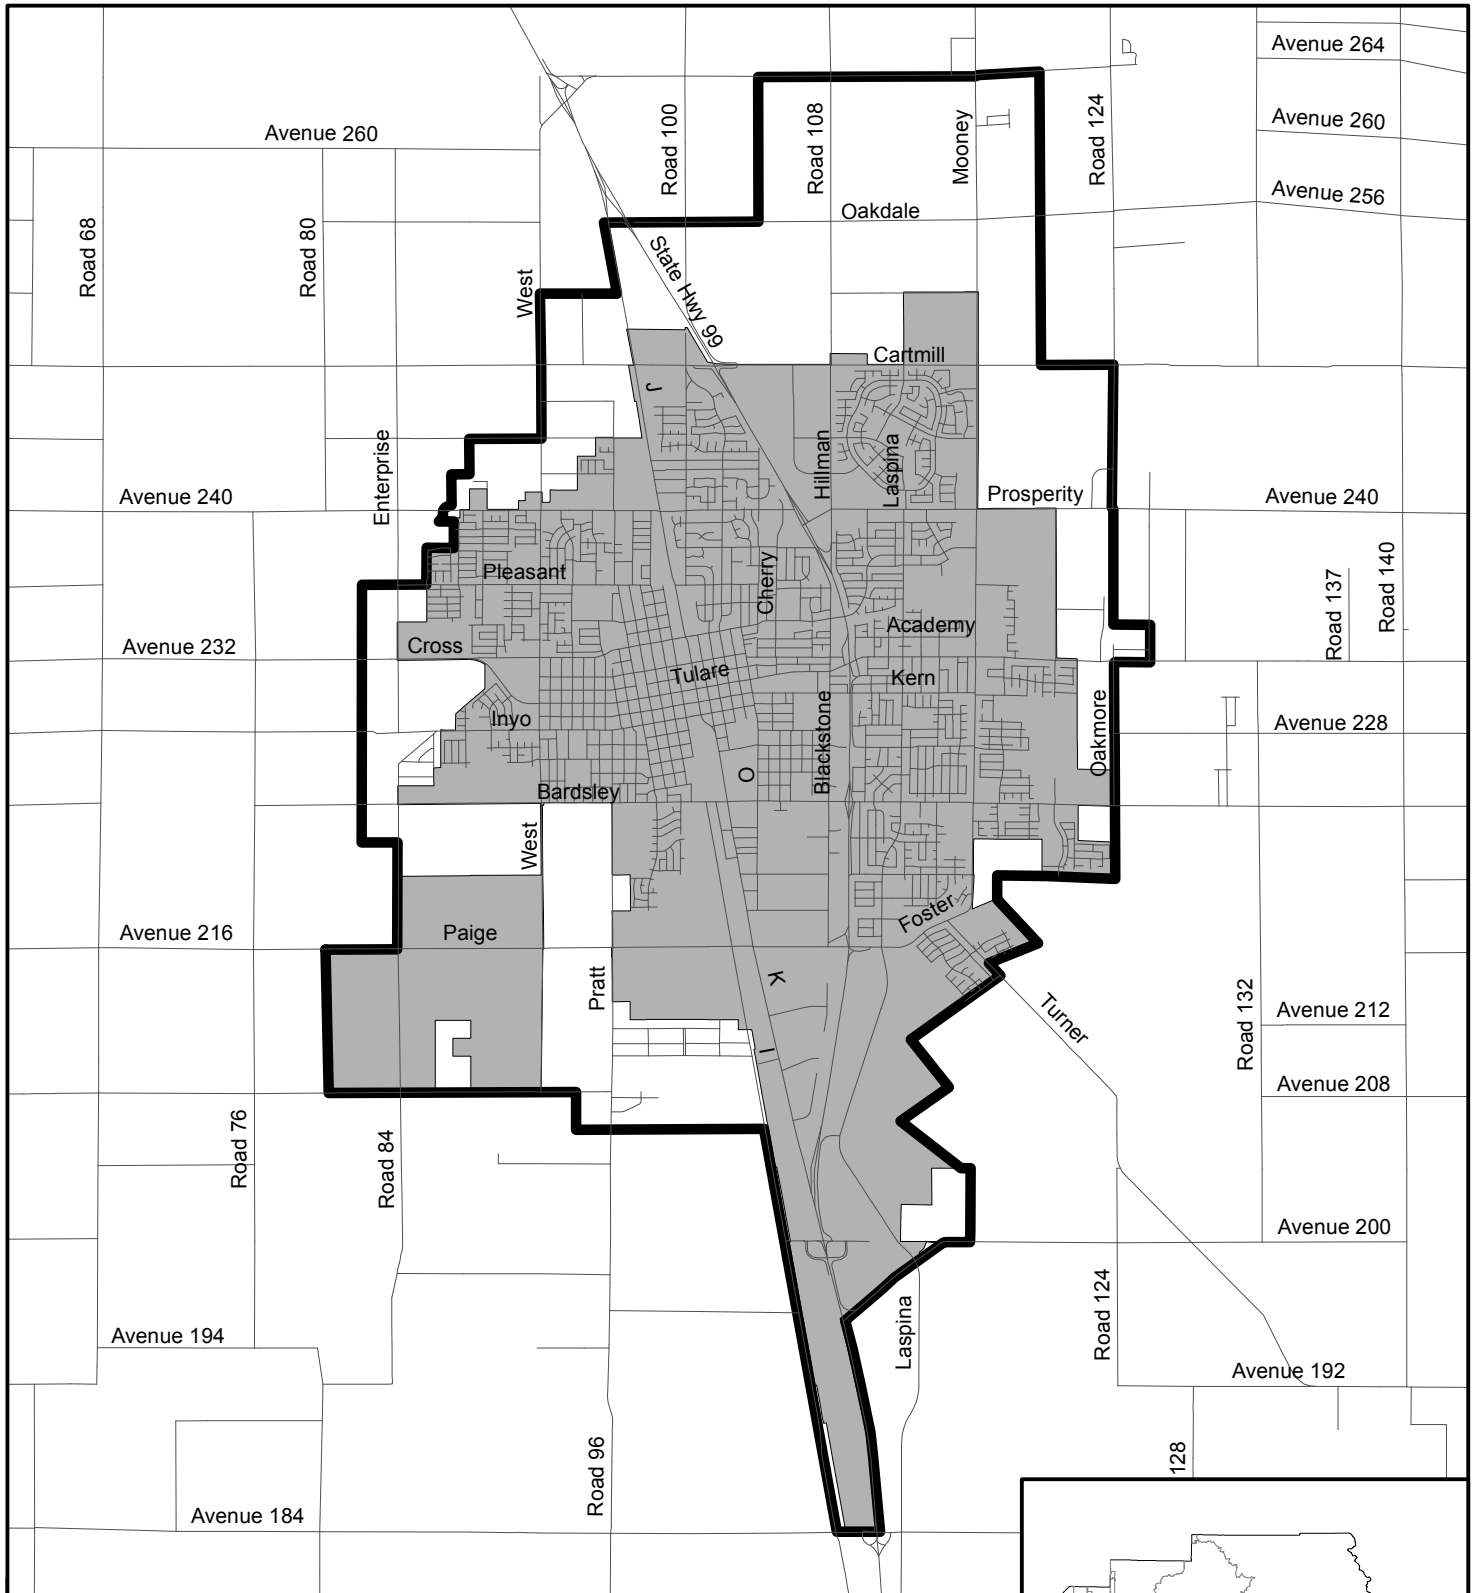 Avenue 264
Avenue 260
Avenue 260
Road 100
Road 108
Mooney
Road 124
Avenue 256
Oakdale
Road 68
Road 80
West
State Hwy 99
Cartmill
J
Enterprise
Hillman
Laspina
Avenue 240
Prosperity
Avenue 240
Pleasant
Cherry
Road 137
Road 140
Avenue 232
Cross
Academy
Tulare
Kern
Inyo
Blackstone
Oakmore
Avenue 228
O
Bardsley
West
Foster
Avenue 216
Paige
Pratt
K
Turner
Road 132
Avenue 212
I
Avenue 208
Road 76
Road 84
Avenue 200
Laspina
Road 124
Avenue 194
Avenue 192
Road 96
128
Avenue 184